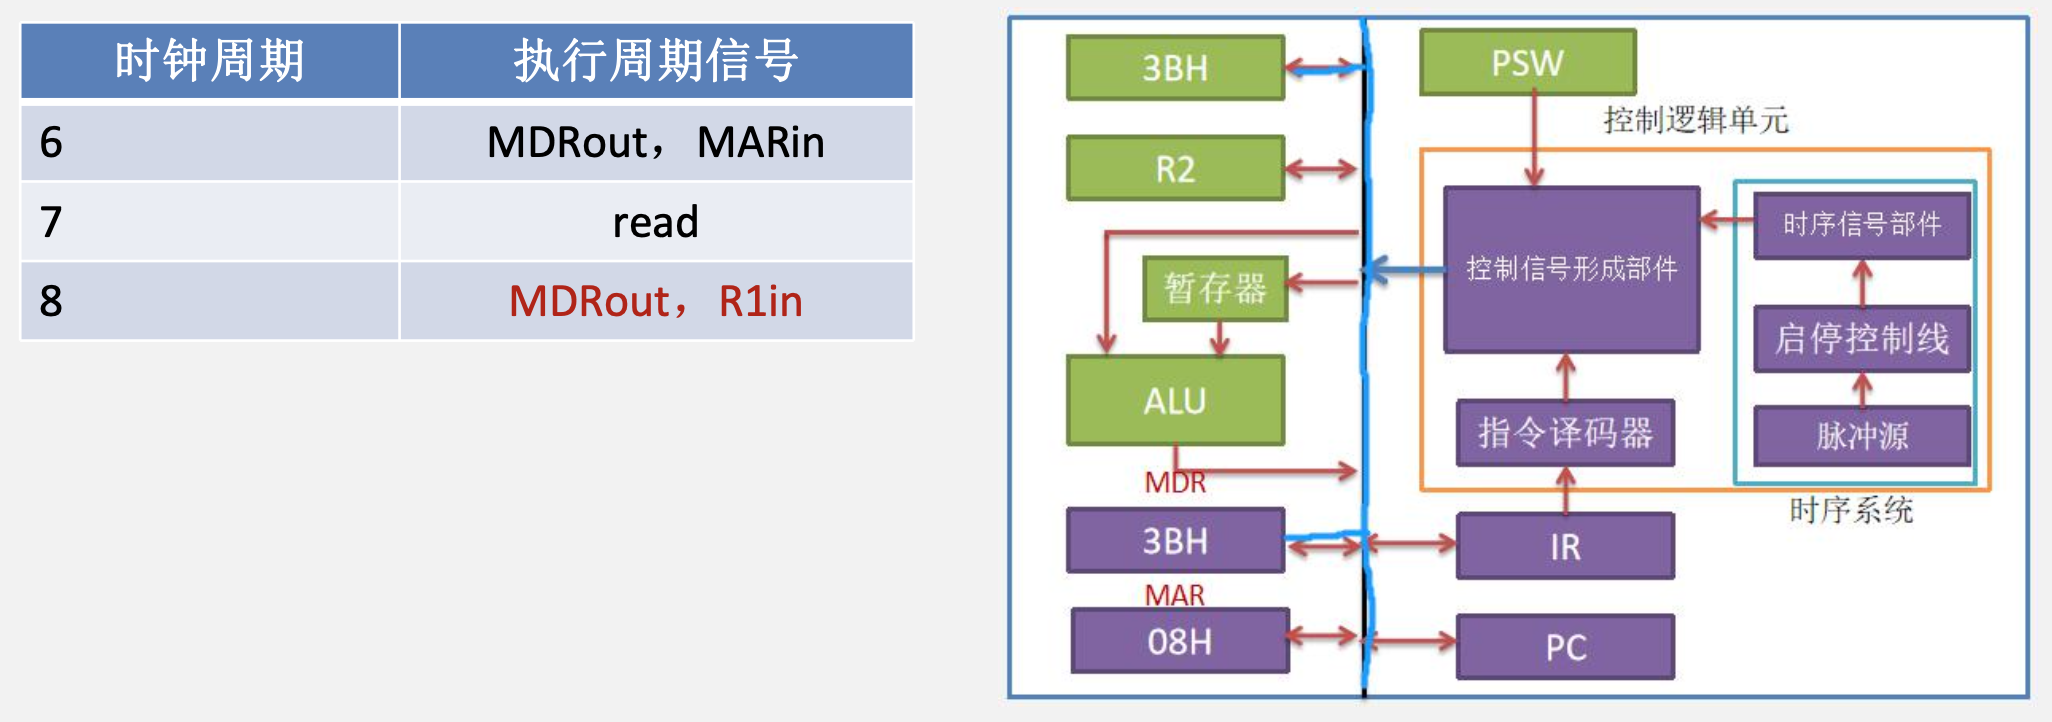 时钟周期 执行周期信号
6 MDRout，MARin
7 read
8 MDRout，R1in
3BH
PSW
控制逻辑单元
R2
时序信号部件
控制信号形成部件
暂存器
启停控制线
ALU
指令译码器
脉冲源
MDR
时序系统
3BH
IR
MAR
08H
PC